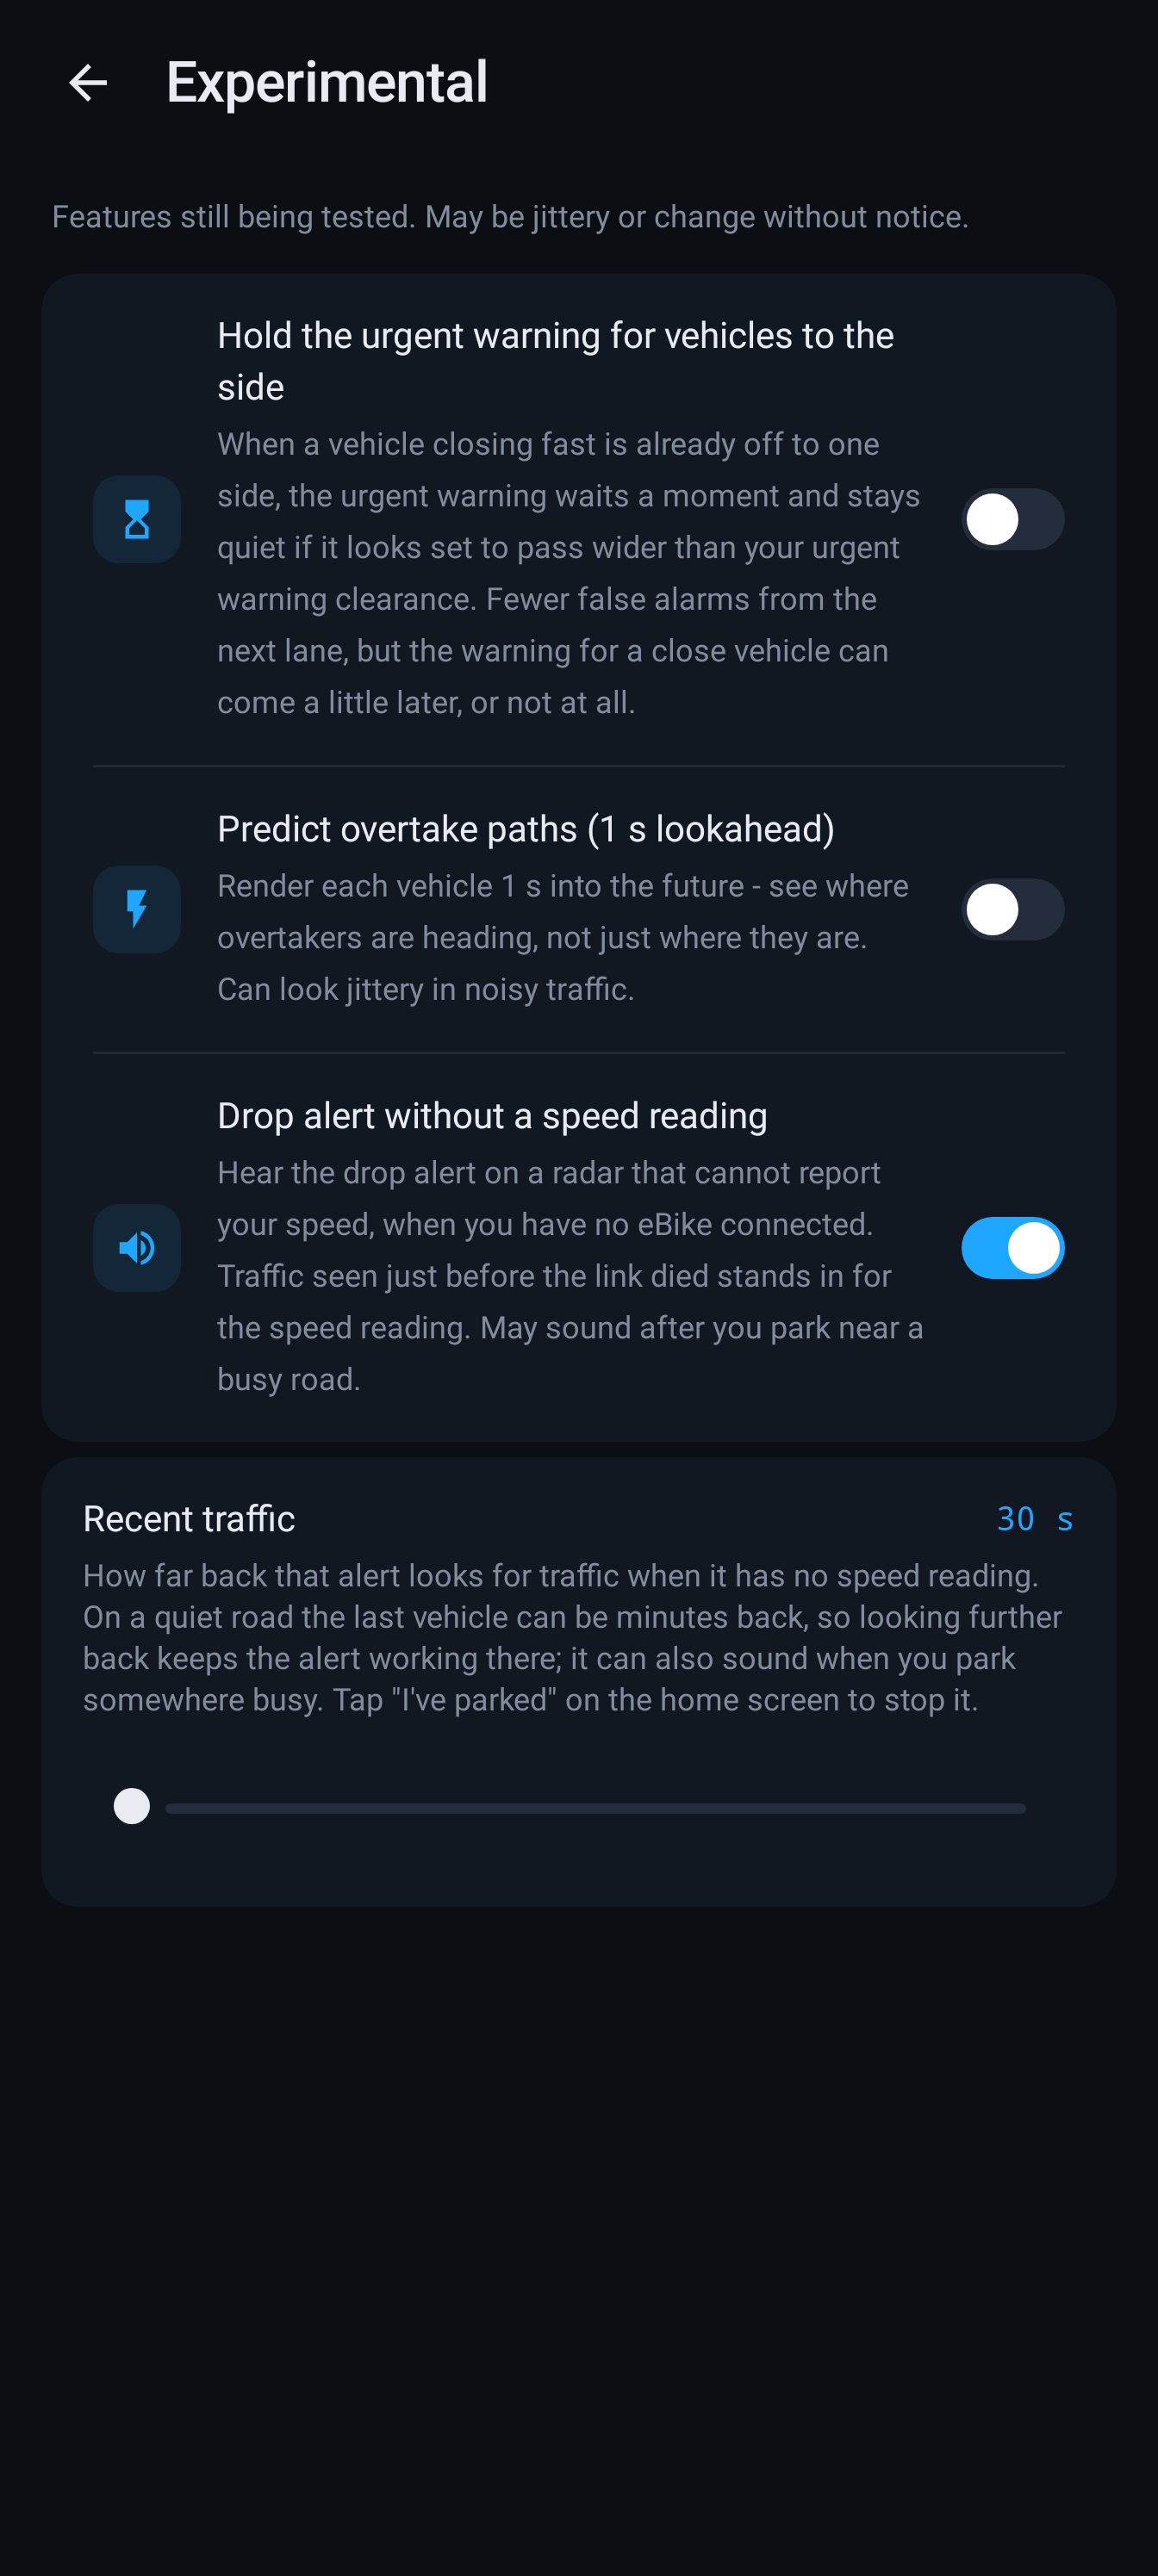 Experimental
Features still being tested. May be jittery or change without notice.
Hold the urgent warning for vehicles to the
side
When a vehicle closing fast is already off to one
side, the urgent warning waits a moment and stays
quiet if it looks set to pass wider than your urgent
warning clearance. Fewer false alarms from the
next lane, but the warning for a close vehicle can
come a little later, or not at all.
Predict overtake paths (1 s lookahead)
Render each vehicle 1 s into the future - see where
overtakers are heading, not just where they are.
Can look jittery in noisy traffic.
Drop alert without a speed reading
Hear the drop alert on a radar that cannot report
your speed, when you have no eBike connected.
Traffic seen just before the link died stands in for
the speed reading. May sound after you park near a
busy road.
Recent traffic
30 s
How far back that alert looks for traffic when it has no speed reading.
On a quiet road the last vehicle can be minutes back, so looking further
back keeps the alert working there; it can also sound when you park
somewhere busy. Tap "I've parked" on the home screen to stop it.